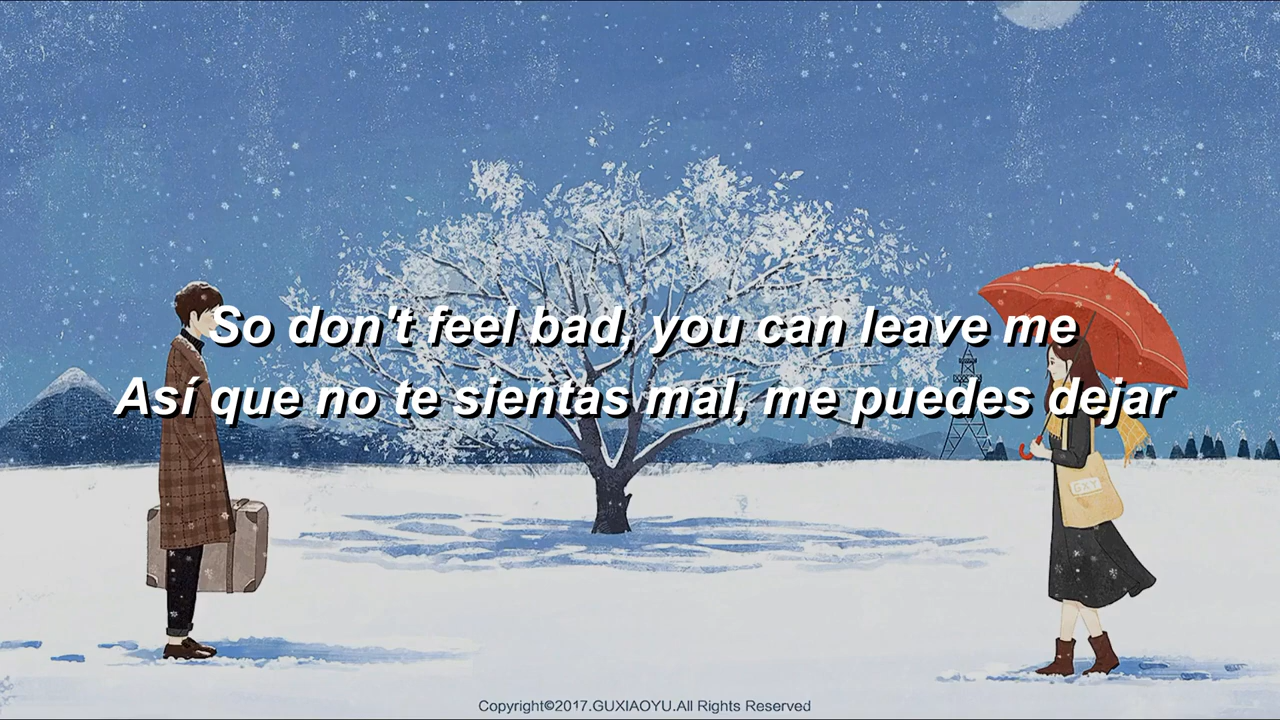 So don't feel bad, you can leave me
Así que no te sientas mal, me puedes dejar
GXY
Copyright©2017.GUXIAOYU.All Rights Reserved